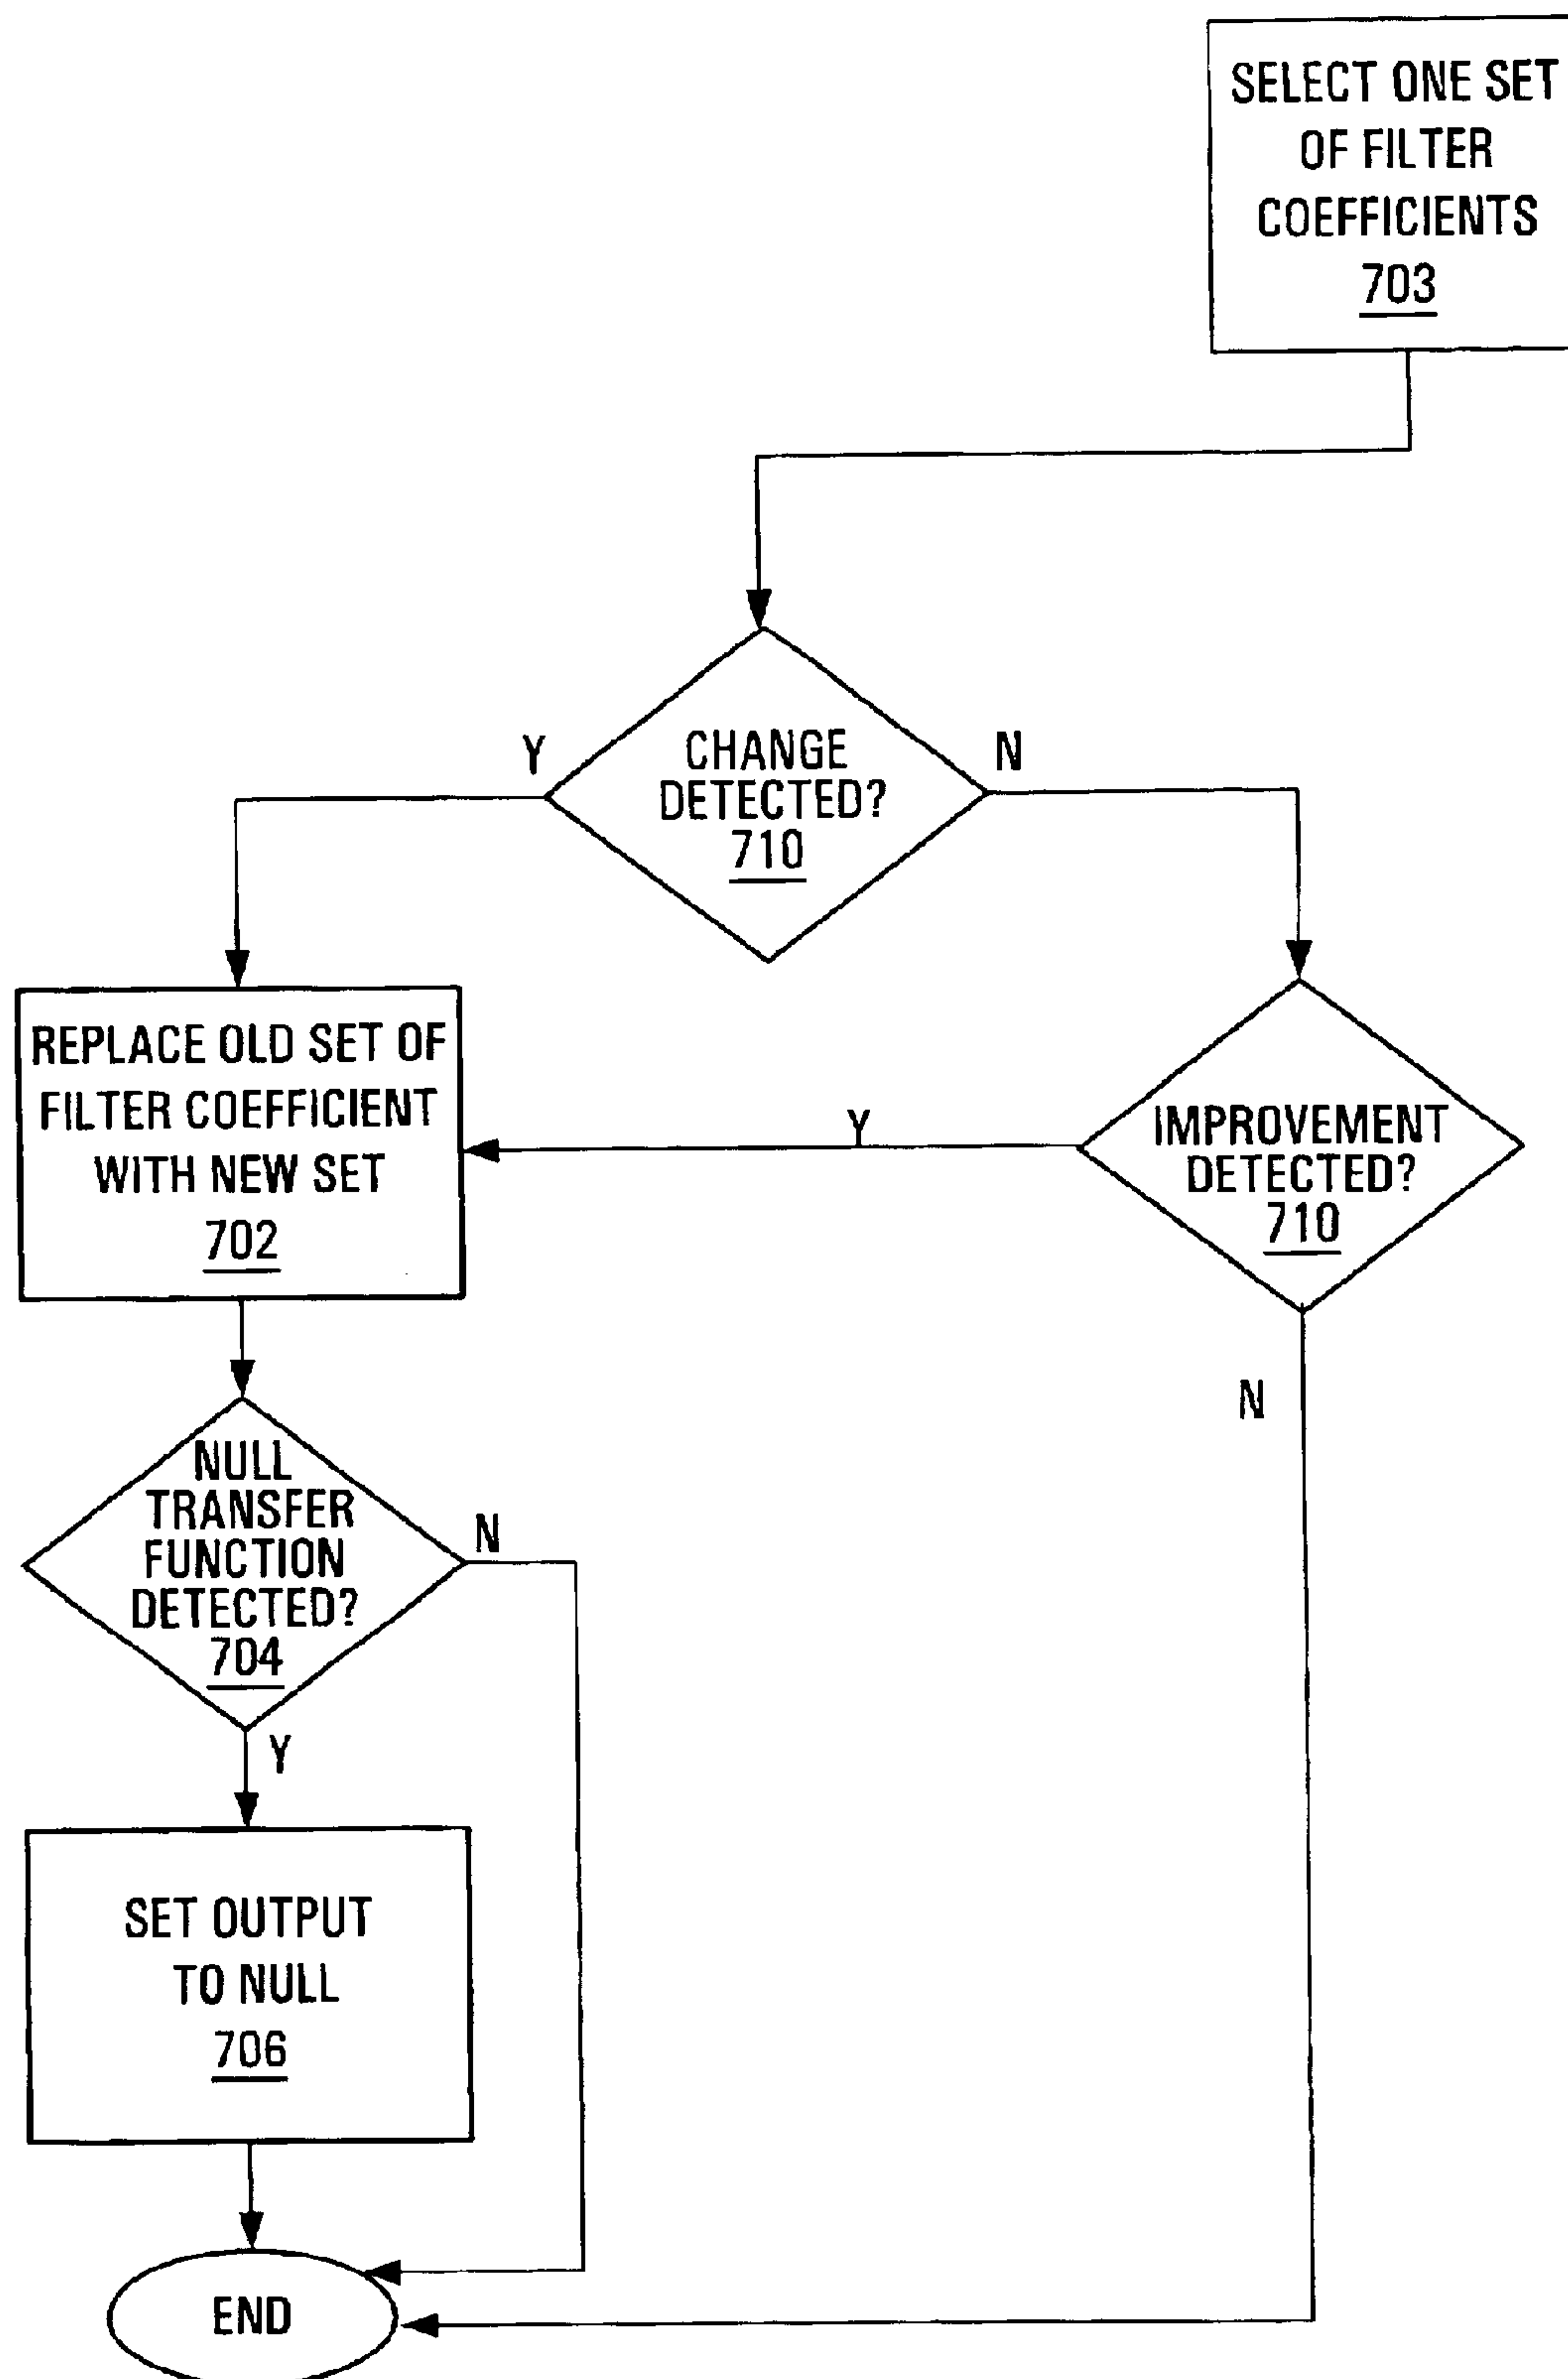 SELECT ONE SET
OF FILTER
COEFFICIENTS
703
Y
CHANGE
DETECTED?
710
N
REPLACE OLD SET OF
FILTER COEFFICIENT
WITH NEW SET
702
Y
IMPROVEMENT
DETECTED?
710
N
NULL
TRANSFER
FUNCTION
DETECTED?
704
N
Y
SET OUTPUT
TO NULL
706
END